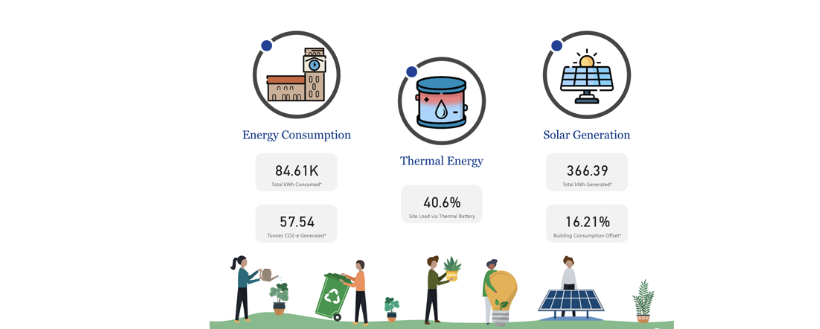 Energy Consumption
84.61K
Total kWh Consumed*
57.54
Tonnes CO2-e Generated*
Thermal Energy
40.6%
Site Load via Thermal Battery
Solar Generation
366.39
Total kWh Generated*
16.21%
Building Consumption Offset*